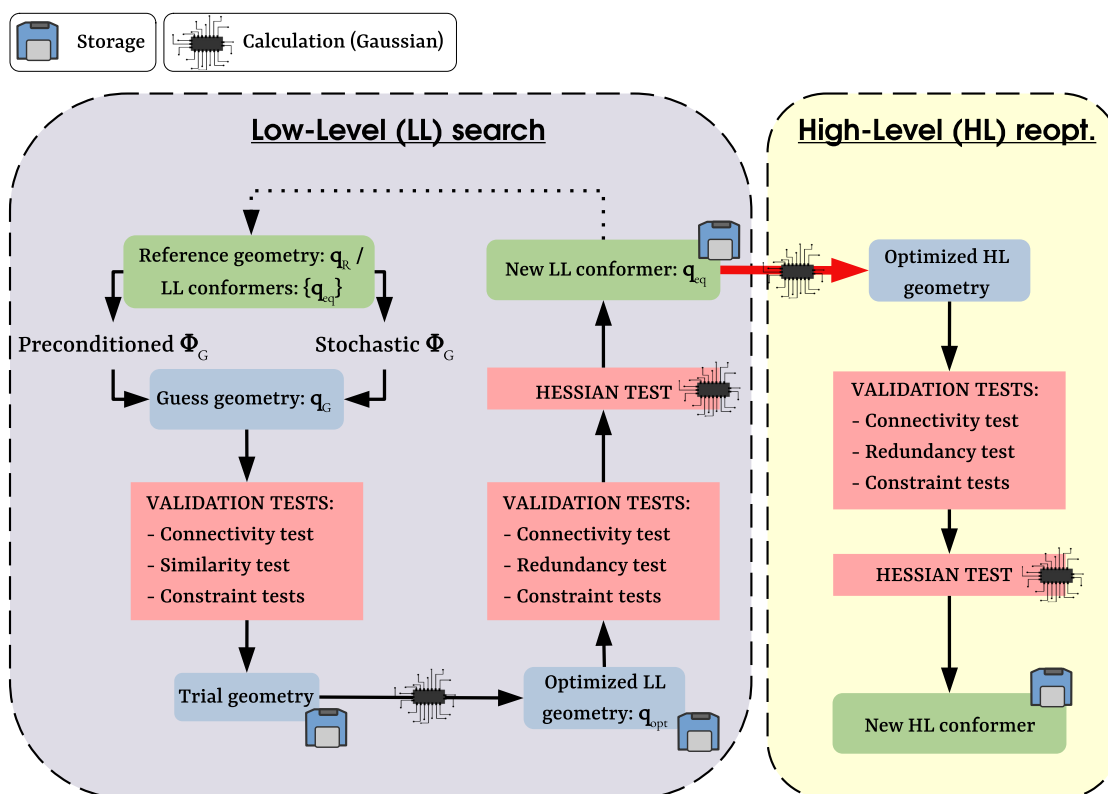 Storage
Calculation (Gaussian)
Low-Level (LL) search
Reference geometry: qR /
LL conformers: {qeq}
Preconditioned ΦG
Stochastic ΦG
Guess geometry: qG
VALIDATION TESTS:
- Connectivity test
- Similarity test
- Constraint tests
Trial geometry
Optimized LL
geometry: qopt
VALIDATION TESTS:
- Connectivity test
- Redundancy test
- Constraint tests
HESSIAN TEST
New LL conformer: qeq
High-Level (HL) reopt.
Optimized HL
geometry
VALIDATION TESTS:
- Connectivity test
- Redundancy test
- Constraint tests
HESSIAN TEST
New HL conformer